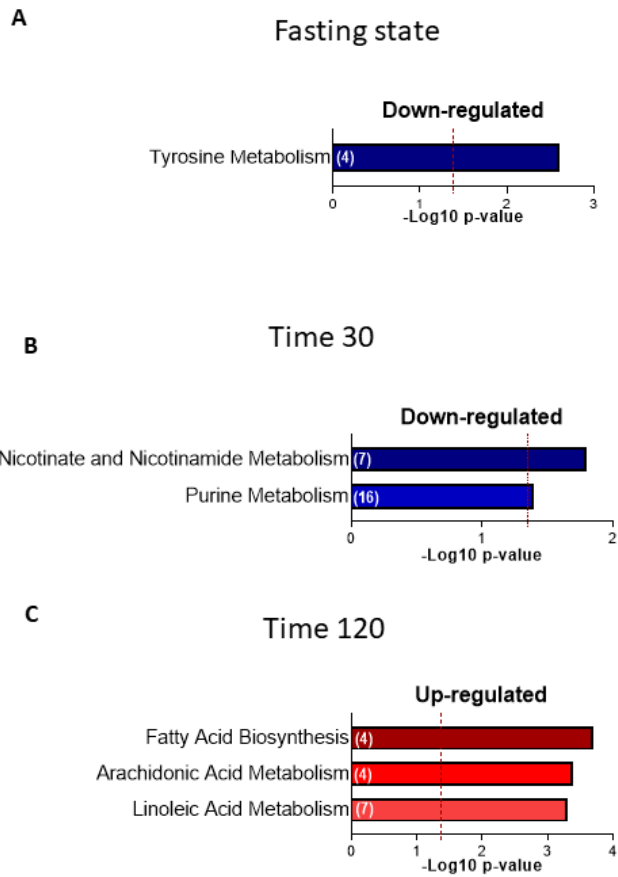 A
Fasting state
Down-regulated
Tyrosine Metabolism (4)
0 1 2 3
-Log10 p-value
B
Time 30
Down-regulated
Nicotinate and Nicotinamide Metabolism (7)
Purine Metabolism (16)
0 1 2
-Log10 p-value
C
Time 120
Up-regulated
Fatty Acid Biosynthesis (4)
Arachidonic Acid Metabolism (4)
Linoleic Acid Metabolism (7)
0 1 2 3 4
-Log10 p-value